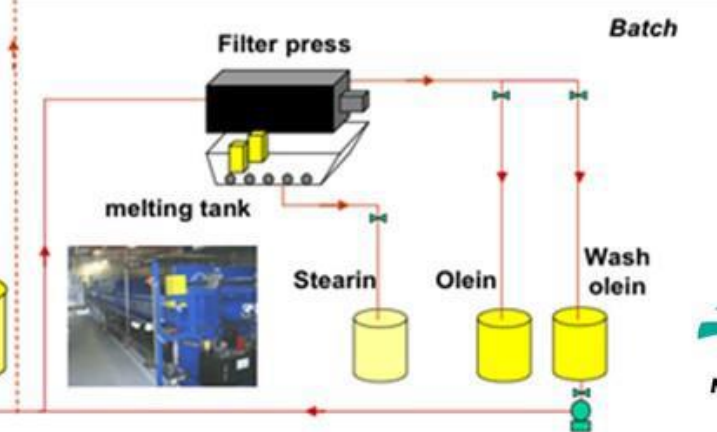 Batch
Filter press
melting tank
Stearin
Olein
Wash
olein